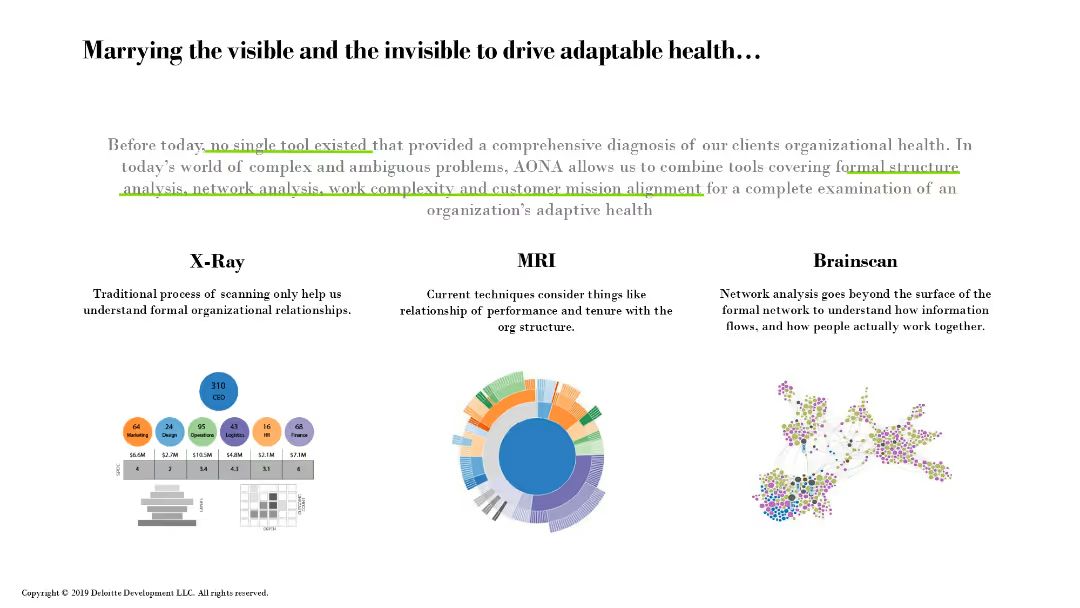 Marrying the visible and the invisible to drive adaptable health…
Before today, no single tool existed that provided a comprehensive diagnosis of our clients organizational health. In
today's world of complex and ambiguous problems, AONA allows us to combine tools covering formal structure
analysis, network analysis, work complexity and customer mission alignment for a complete examination of an
organization's adaptive health
X-Ray
Traditional process of scanning only help us
understand formal organizational relationships.
MRI
Current techniques consider things like
relationship of performance and tenure with the
org structure.
Brainscan
Network analysis goes beyond the surface of the
formal network to understand how information
flows, and how people actually work together.
310
CEO
64 24 95 43 16 68
Marketing Design Operations Logistics HR Finance
$6.6M $2.7M $10.5M $4.8M $2.1M $7.1M
4 2 3.4 4.3 3.1 6
LAYERS
Copyright © 2019 Deloitte Development LLC. All rights reserved.